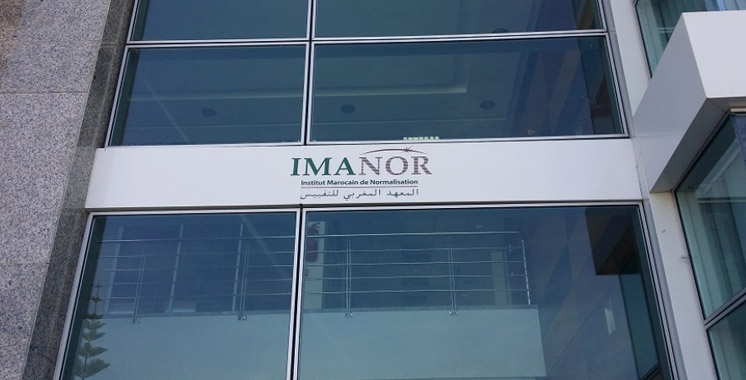 IMANOR
Institut Marocain de Normalisation
المعهد المغربي للتقييس